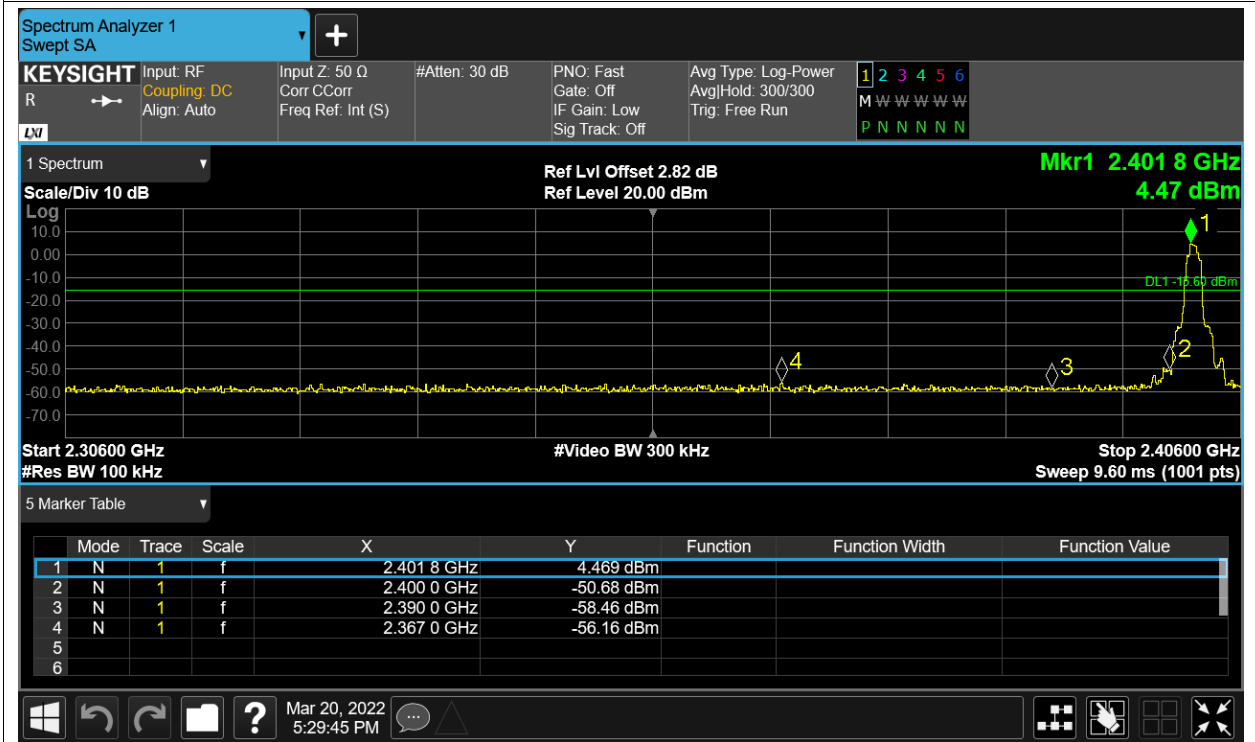 Spectrum Analyzer 1
Swept SA
+
KEYSIGHT
R
LXI
Input: RF
Coupling: DC
Align: Auto
Input Z: 50 Ω
Corr CCorr
Freq Ref: Int (S)
#Atten: 30 dB
PNO: Fast
Gate: Off
IF Gain: Low
Sig Track: Off
Avg Type: Log-Power
Avg|Hold: 300/300
Trig: Free Run
1 2 3 4 5 6
M W W W W W
P N N N N N
1 Spectrum
Scale/Div 10 dB
Ref Lvl Offset 2.82 dB
Ref Level 20.00 dBm
Mkr1 2.401 8 GHz
4.47 dBm
Log
10.0
0.00
-10.0
-20.0
-30.0
-40.0
-50.0
-60.0
-70.0
1
DL1 -15.60 dBm
2
3
4
Start 2.30600 GHz
#Res BW 100 kHz
#Video BW 300 kHz
Stop 2.40600 GHz
Sweep 9.60 ms (1001 pts)
5 Marker Table
Mode Trace Scale X Y Function Function Width Function Value
1 N 1 f 2.401 8 GHz 4.469 dBm
2 N 1 f 2.400 0 GHz -50.68 dBm
3 N 1 f 2.390 0 GHz -58.46 dBm
4 N 1 f 2.367 0 GHz -56.16 dBm
5
6
?
Mar 20, 2022
5:29:45 PM